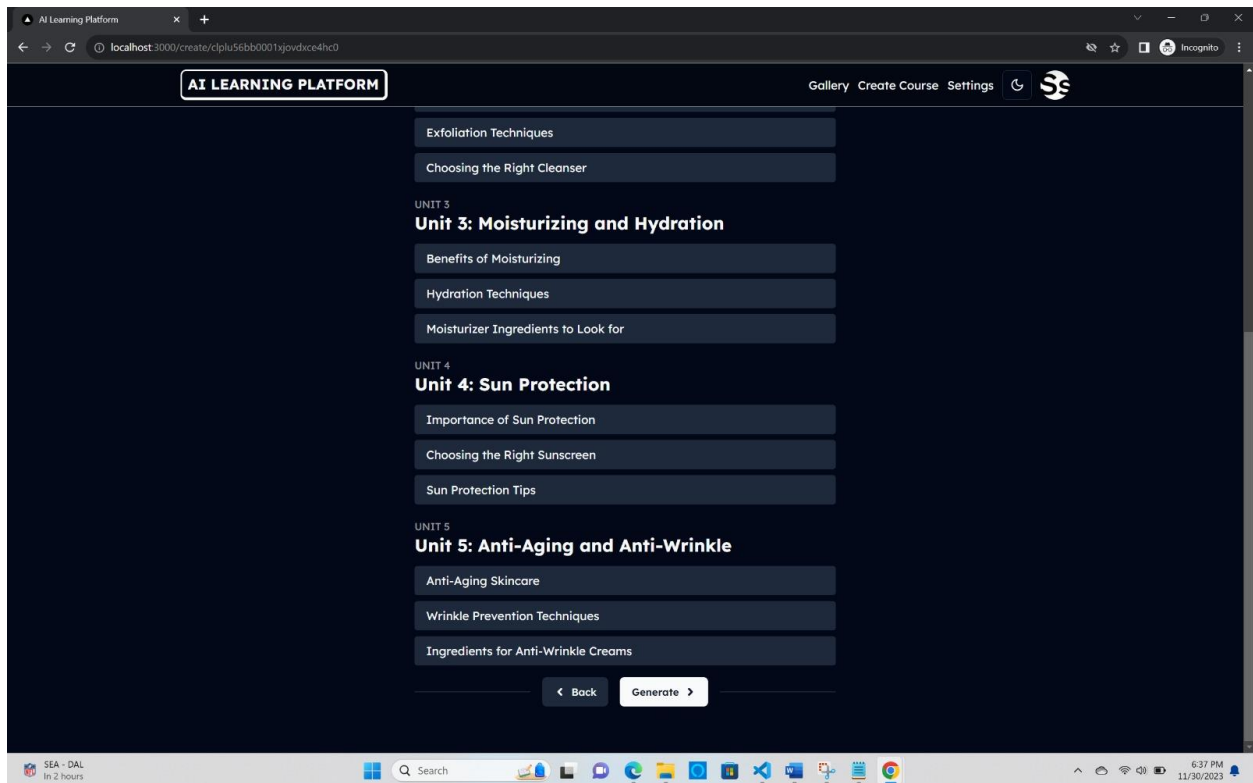 AI Learning Platform
localhost:3000/create/clplu56bb0001xjovdxce4hc0
Incognito
AI LEARNING PLATFORM
Gallery Create Course Settings
Ss
Exfoliation Techniques
Choosing the Right Cleanser
UNIT 3
Unit 3: Moisturizing and Hydration
Benefits of Moisturizing
Hydration Techniques
Moisturizer Ingredients to Look for
UNIT 4
Unit 4: Sun Protection
Importance of Sun Protection
Choosing the Right Sunscreen
Sun Protection Tips
UNIT 5
Unit 5: Anti-Aging and Anti-Wrinkle
Anti-Aging Skincare
Wrinkle Prevention Techniques
Ingredients for Anti-Wrinkle Creams
Back
Generate
SEA - DAL
In 2 hours
Search
6:37 PM
11/30/2023